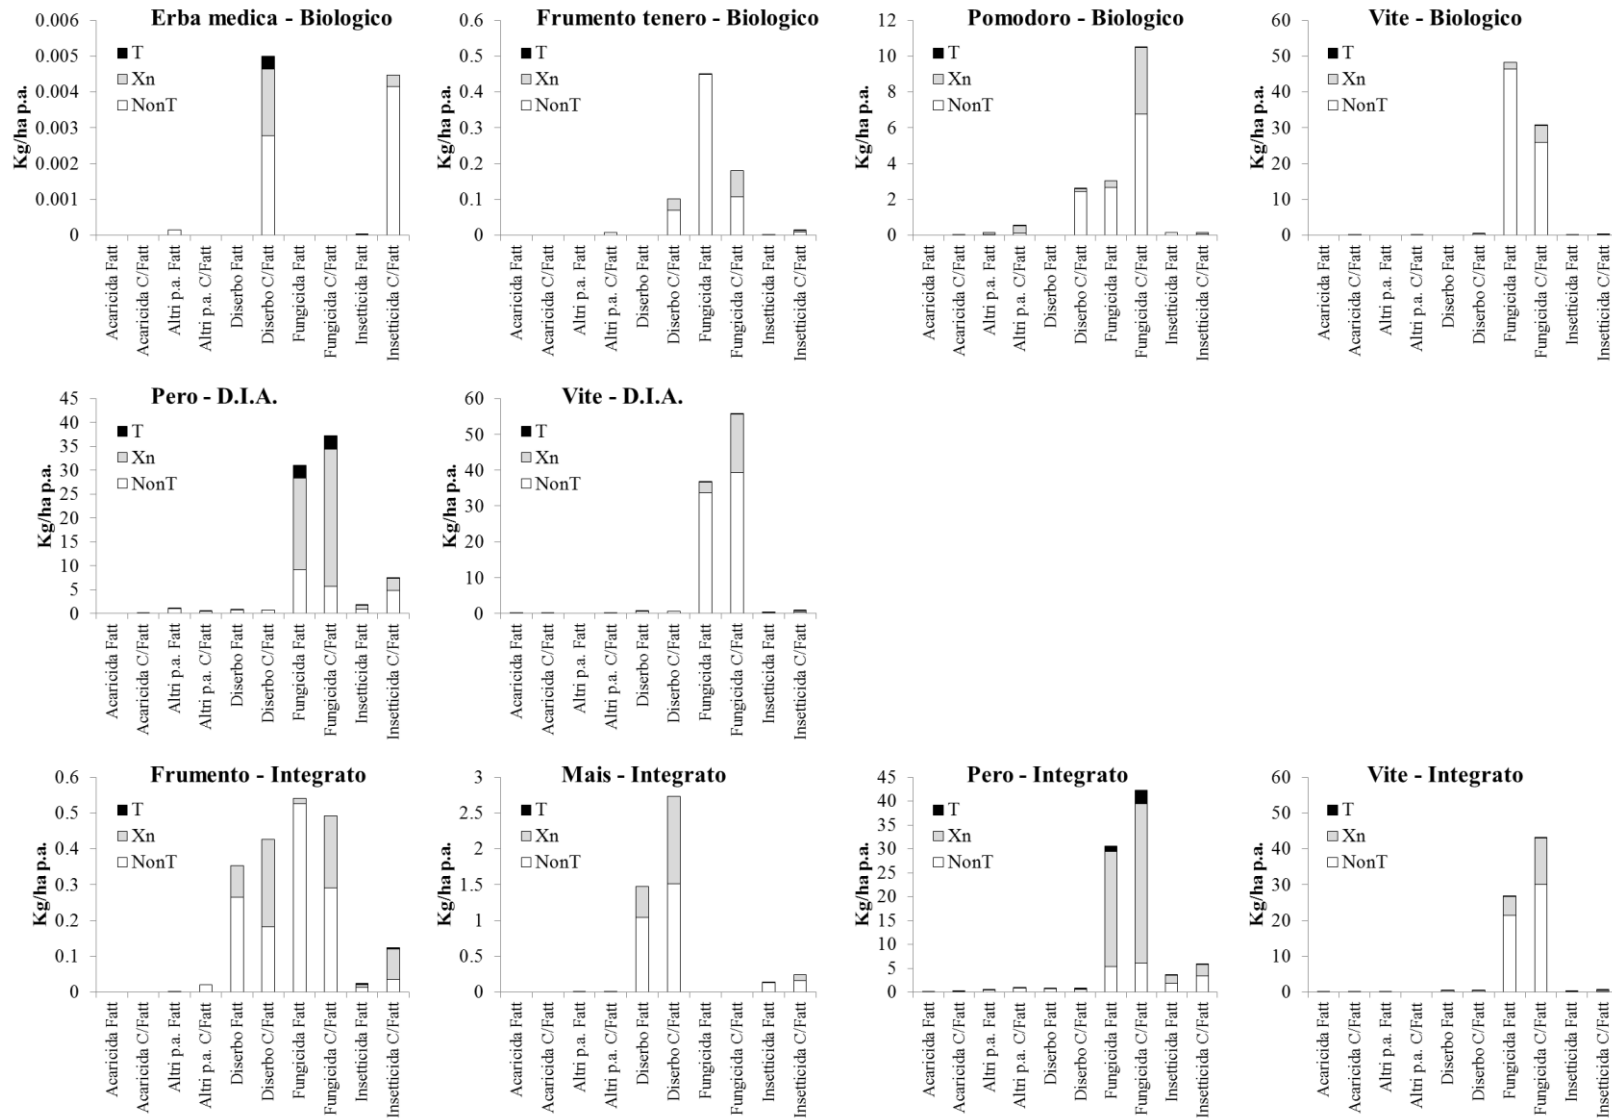 Erba medica - Biologico
T
Xn
NonT
Kg/ha p.a.
0.006
0.005
0.004
0.003
0.002
0.001
0
Acaricida Fatt
Acaricida C/Fatt
Altri p.a. Fatt
Altri p.a. C/Fatt
Diserbo Fatt
Diserbo C/Fatt
Fungicida Fatt
Fungicida C/Fatt
Insetticida Fatt
Insetticida C/Fatt
Frumento tenero - Biologico
T
Xn
NonT
Kg/ha p.a.
0.6
0.5
0.4
0.3
0.2
0.1
0
Acaricida Fatt
Acaricida C/Fatt
Altri p.a. Fatt
Altri p.a. C/Fatt
Diserbo Fatt
Diserbo C/Fatt
Fungicida Fatt
Fungicida C/Fatt
Insetticida Fatt
Insetticida C/Fatt
Pomodoro - Biologico
T
Xn
NonT
Kg/ha p.a.
12
10
8
6
4
2
0
Acaricida Fatt
Acaricida C/Fatt
Altri p.a. Fatt
Altri p.a. C/Fatt
Diserbo Fatt
Diserbo C/Fatt
Fungicida Fatt
Fungicida C/Fatt
Insetticida Fatt
Insetticida C/Fatt
Vite - Biologico
T
Xn
NonT
Kg/ha p.a.
60
50
40
30
20
10
0
Acaricida Fatt
Acaricida C/Fatt
Altri p.a. Fatt
Altri p.a. C/Fatt
Diserbo Fatt
Diserbo C/Fatt
Fungicida Fatt
Fungicida C/Fatt
Insetticida Fatt
Insetticida C/Fatt
Pero - D.I.A.
T
Xn
NonT
Kg/ha p.a.
45
40
35
30
25
20
15
10
5
0
Acaricida Fatt
Acaricida C/Fatt
Altri p.a. Fatt
Altri p.a. C/Fatt
Diserbo Fatt
Diserbo C/Fatt
Fungicida Fatt
Fungicida C/Fatt
Insetticida Fatt
Insetticida C/Fatt
Vite - D.I.A.
T
Xn
NonT
Kg/ha p.a.
60
50
40
30
20
10
0
Acaricida Fatt
Acaricida C/Fatt
Altri p.a. Fatt
Altri p.a. C/Fatt
Diserbo Fatt
Diserbo C/Fatt
Fungicida Fatt
Fungicida C/Fatt
Insetticida Fatt
Insetticida C/Fatt
Frumento - Integrato
T
Xn
NonT
Kg/ha p.a.
0.6
0.5
0.4
0.3
0.2
0.1
0
Acaricida Fatt
Acaricida C/Fatt
Altri p.a. Fatt
Altri p.a. C/Fatt
Diserbo Fatt
Diserbo C/Fatt
Fungicida Fatt
Fungicida C/Fatt
Insetticida Fatt
Insetticida C/Fatt
Mais - Integrato
T
Xn
NonT
Kg/ha p.a.
3
2.5
2
1.5
1
0.5
0
Acaricida Fatt
Acaricida C/Fatt
Altri p.a. Fatt
Altri p.a. C/Fatt
Diserbo Fatt
Diserbo C/Fatt
Fungicida Fatt
Fungicida C/Fatt
Insetticida Fatt
Insetticida C/Fatt
Pero - Integrato
T
Xn
NonT
Kg/ha p.a.
45
40
35
30
25
20
15
10
5
0
Acaricida Fatt
Acaricida C/Fatt
Altri p.a. Fatt
Altri p.a. C/Fatt
Diserbo Fatt
Diserbo C/Fatt
Fungicida Fatt
Fungicida C/Fatt
Insetticida Fatt
Insetticida C/Fatt
Vite - Integrato
T
Xn
NonT
Kg/ha p.a.
60
50
40
30
20
10
0
Acaricida Fatt
Acaricida C/Fatt
Altri p.a. Fatt
Altri p.a. C/Fatt
Diserbo Fatt
Diserbo C/Fatt
Fungicida Fatt
Fungicida C/Fatt
Insetticida Fatt
Insetticida C/Fatt